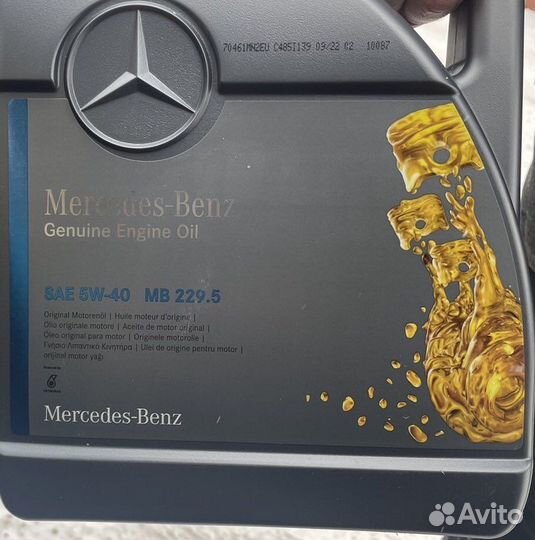 70461MM2EU C485I139 09/22 C2 10087
Mercedes-Benz
Genuine Engine Oil
SAE 5W-40 MB 229.5
Original Motorenöl | Huile moteur d'origine |
Olio originale motore | Aceite de motor original |
Óleo original para motor | Originele motorolie |
Γνήσιο Λιπαντικό Κινητήρα | Ulei de origine pentru motor |
orijinal motor yağı
Mercedes-Benz
Avito